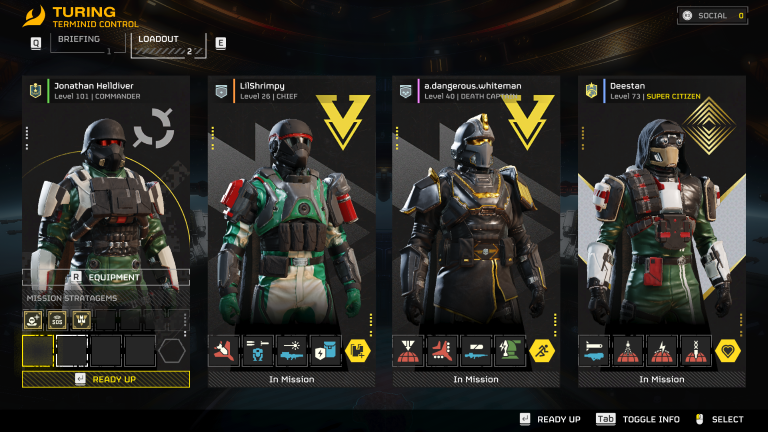 TURING
TERMINID CONTROL
SOCIAL 0
Q
BRIEFING
1
LOADOUT
2
E
Jonathan Helldiver
Level 101 | COMMANDER
LilShrimpy
Level 26 | CHIEF
a.dangerous.whiteman
Level 40 | DEATH CAPTAIN
Deestan
Level 73 | SUPER CITIZEN
R EQUIPMENT
MISSION STRATAGEMS
SOS
READY UP
In Mission
In Mission
In Mission
READY UP
Tab TOGGLE INFO
SELECT